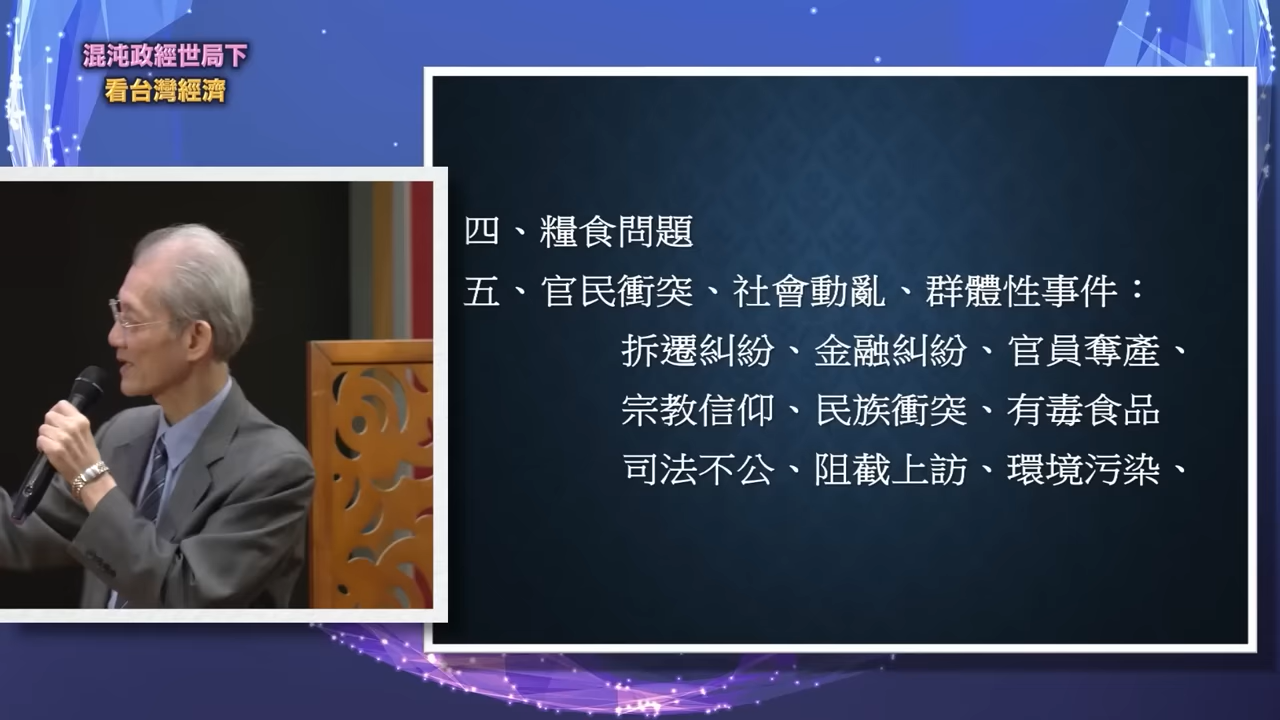 混沌政經世局下
看台灣經濟
四、糧食問題
五、官民衝突、社會動亂、群體性事件：
拆遷糾紛、金融糾紛、官員奪產、
宗教信仰、民族衝突、有毒食品
司法不公、阻截上訪、環境污染、